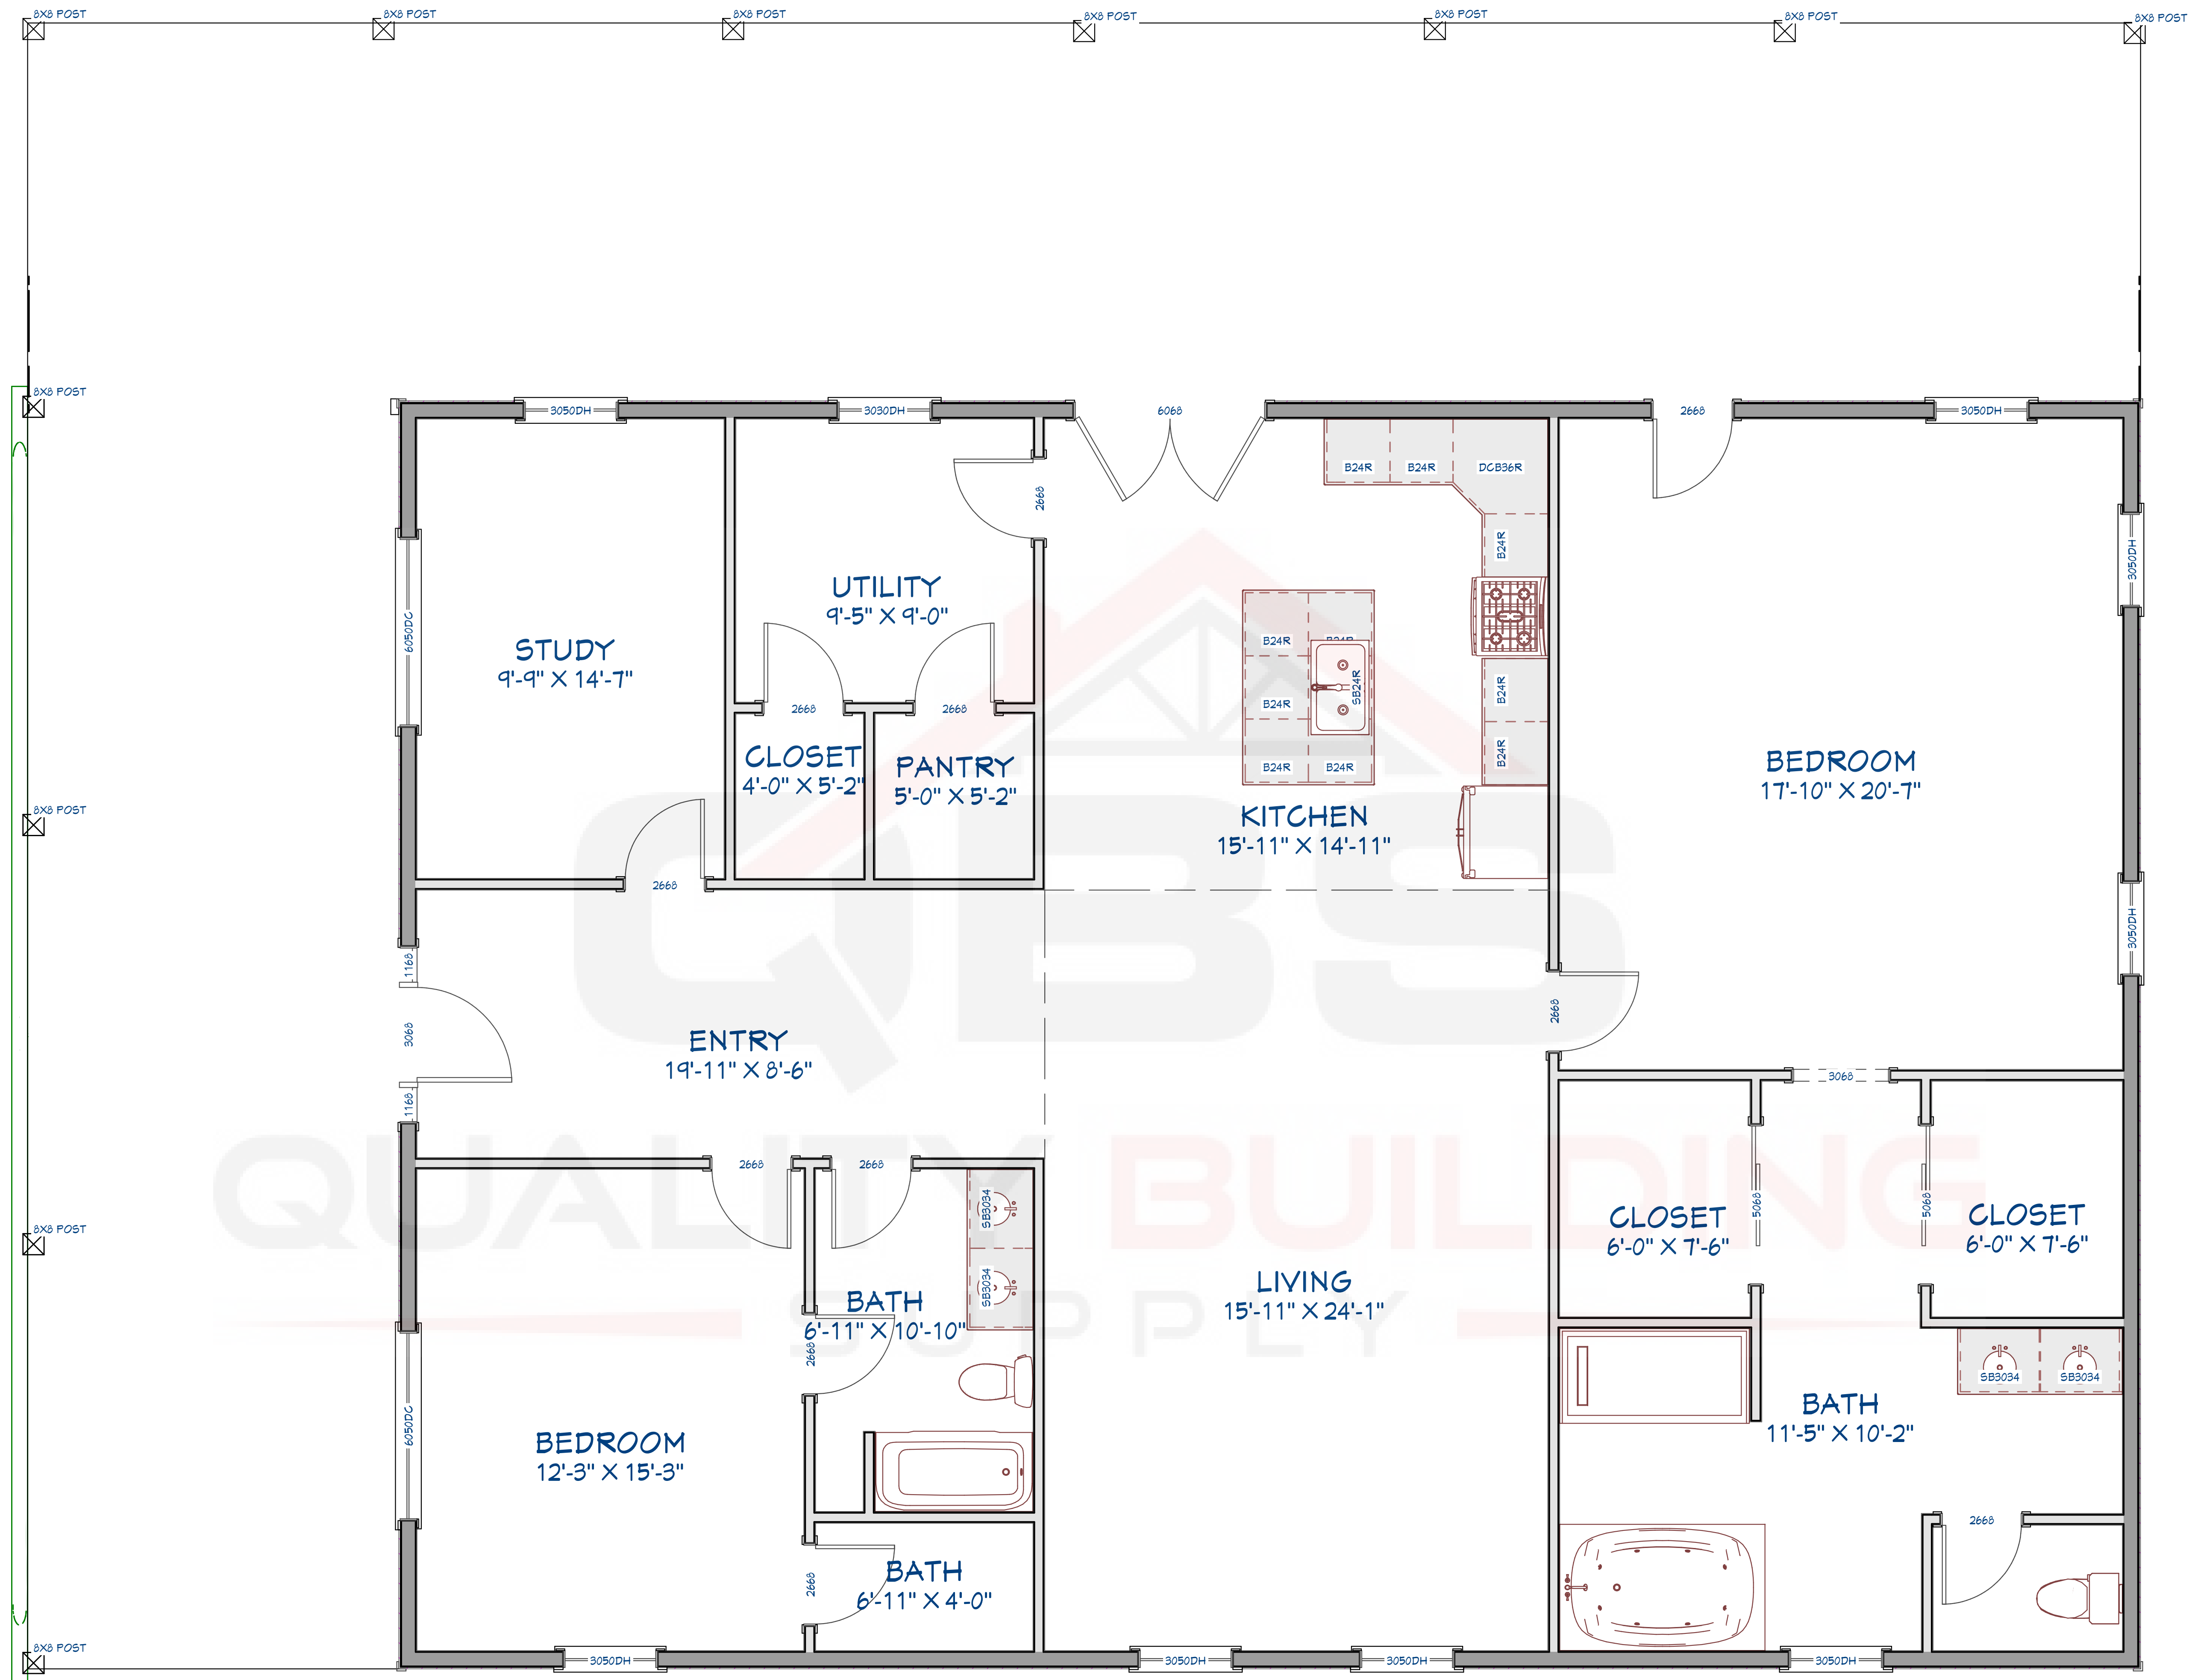 8X8 POST
8X8 POST
8X8 POST
8X8 POST
8X8 POST
8X8 POST
8X8 POST
8X8 POST
3050DH
3030DH
6068
2668
3050DH
B24R
B24R
DCB36R
2668
B24R
3050DH
UTILITY
9'-5" X 9'-0"
6050DC
STUDY
9'-9" X 14'-7"
B24R
B24R
SB24R
B24R
B24R
B24R
2668
2668
B24R
B24R
CLOSET
4'-0" X 5'-2"
PANTRY
5'-0" X 5'-2"
BEDROOM
17'-10" X 20'-7"
8X8 POST
KITCHEN
15'-11" X 14'-11"
2668
3050DH
QBS
1168
3068
1168
2668
ENTRY
19'-11" X 8'-6"
3068
QUALITY BUILDING
SUPPLY
2668
2668
SB3034
SB3034
5068
5068
CLOSET
6'-0" X 7'-6"
CLOSET
6'-0" X 7'-6"
8X8 POST
LIVING
15'-11" X 24'-1"
BATH
6'-11" X 10'-10"
2668
SB3034
SB3034
BATH
11'-5" X 10'-2"
6050DC
BEDROOM
12'-3" X 15'-3"
2668
2668
BATH
6'-11" X 4'-0"
8X8 POST
3050DH
3050DH
3050DH
3050DH